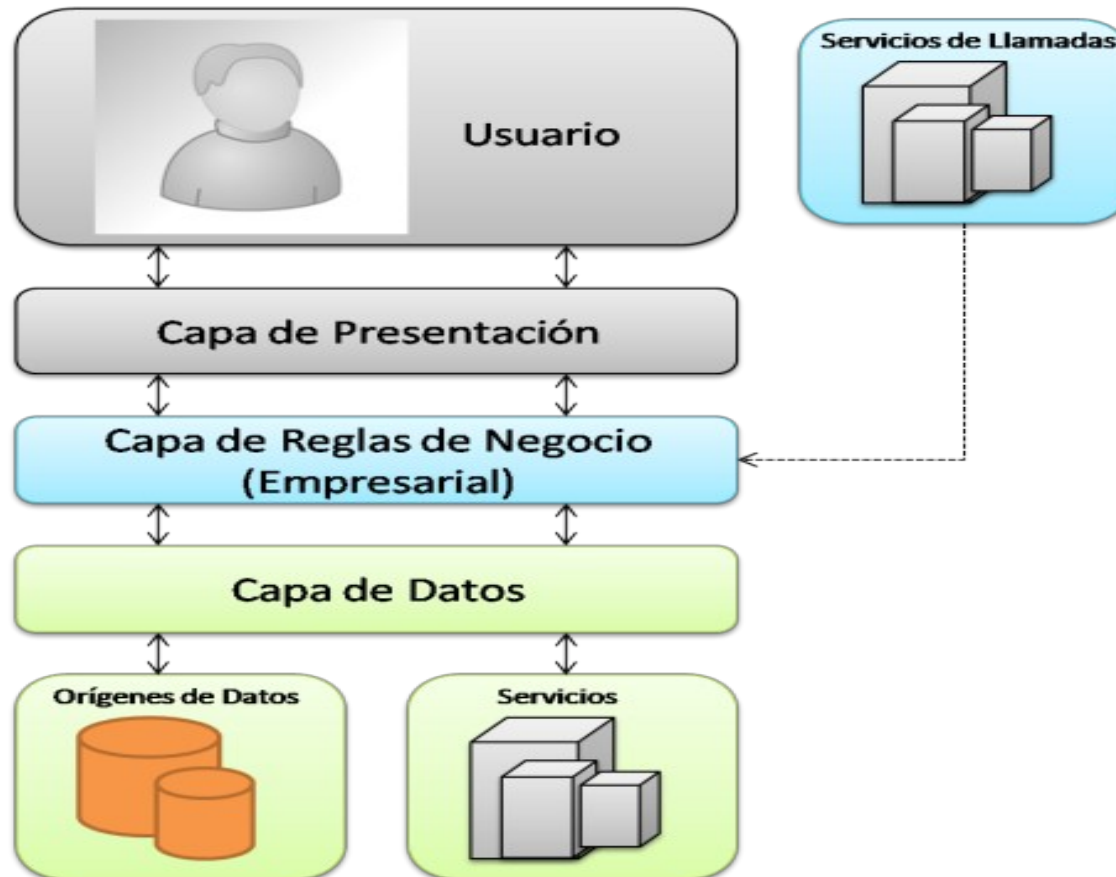 Usuario
Servicios de Llamadas
Capa de Presentación
Capa de Reglas de Negocio
(Empresarial)
Capa de Datos
Orígenes de Datos
Servicios